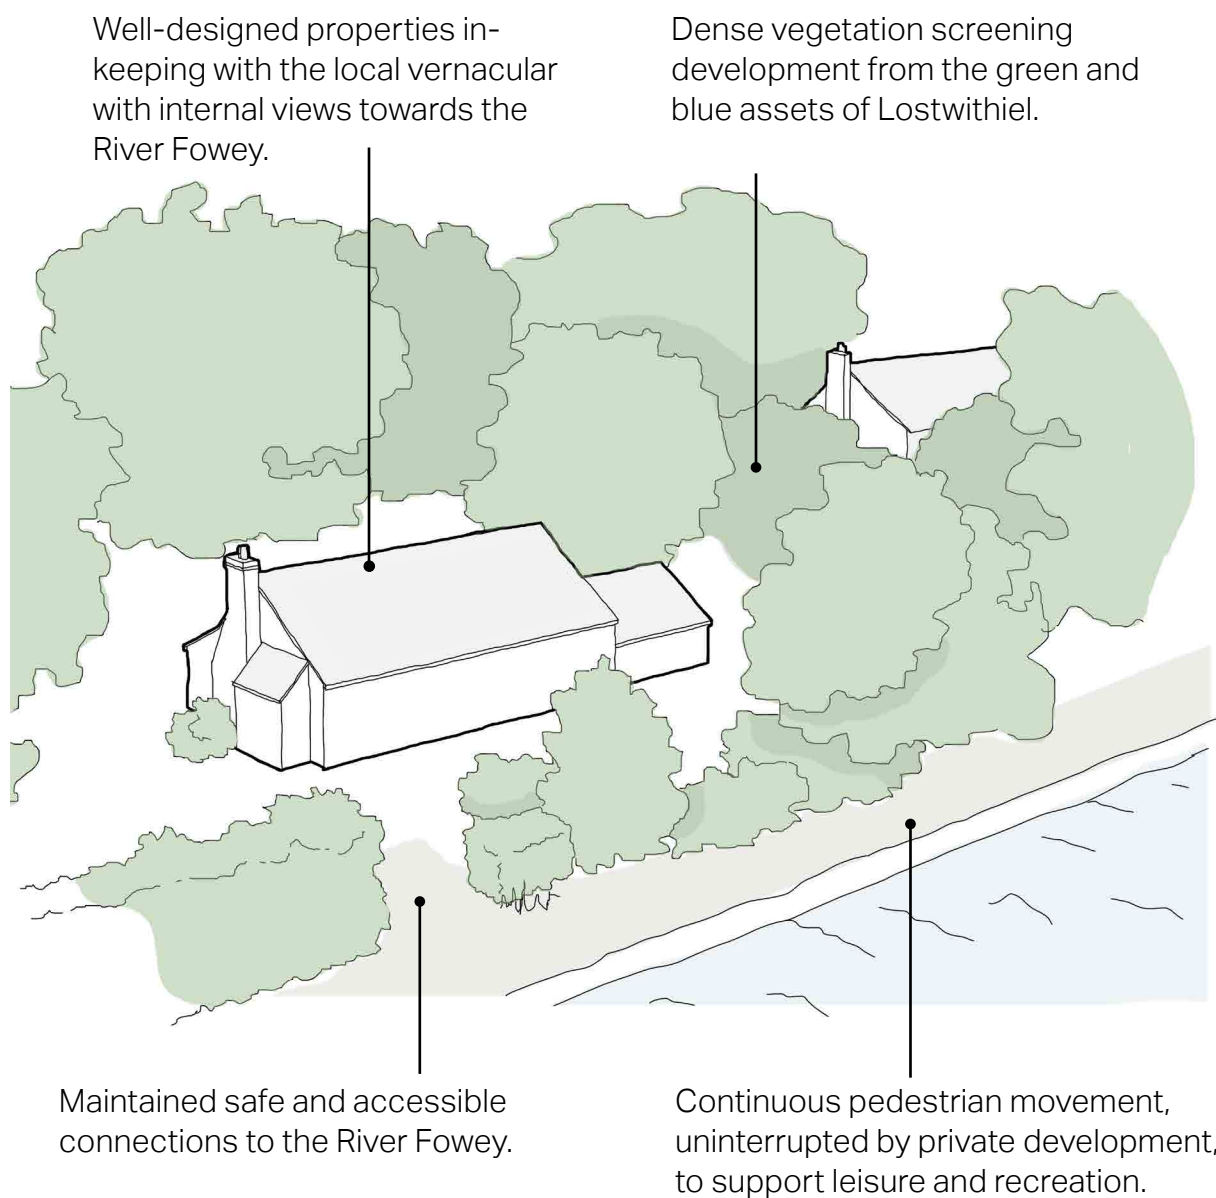 Well-designed properties in-
keeping with the local vernacular
with internal views towards the
River Fowey.
Dense vegetation screening
development from the green and
blue assets of Lostwithiel.
Maintained safe and accessible
connections to the River Fowey.
Continuous pedestrian movement,
uninterrupted by private development,
to support leisure and recreation.